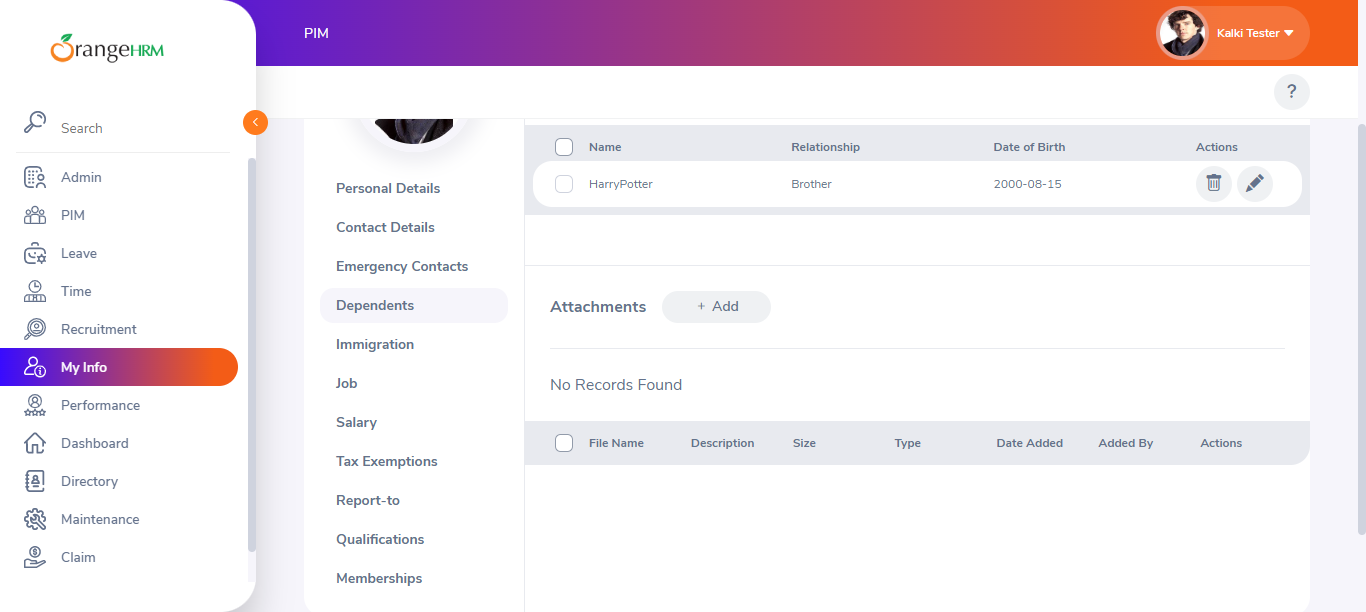 OrangeHRM
PIM
Kalki Tester
?
Search
Admin
PIM
Leave
Time
Recruitment
My Info
Performance
Dashboard
Directory
Maintenance
Claim
Personal Details
Contact Details
Emergency Contacts
Dependents
Immigration
Job
Salary
Tax Exemptions
Report-to
Qualifications
Memberships
Name Relationship Date of Birth Actions
HarryPotter Brother 2000-08-15
Attachments + Add
No Records Found
File Name Description Size Type Date Added Added By Actions